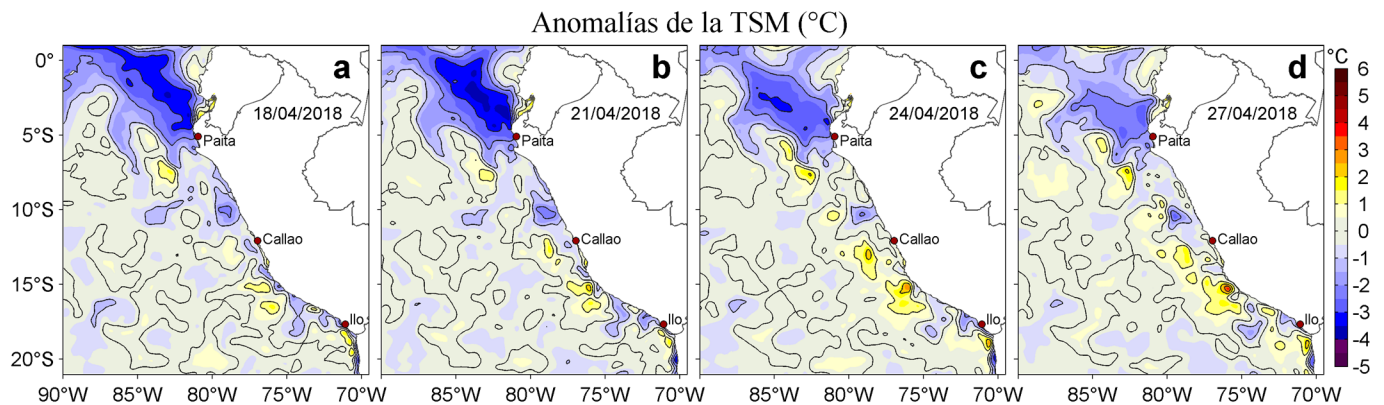 Anomalías de la TSM (°C)
a
b
c
d
18/04/2018
21/04/2018
24/04/2018
27/04/2018
Paita
Callao
Ilo
Paita
Callao
Ilo
Paita
Callao
Ilo
Paita
Callao
Ilo
0°
5°S
10°S
15°S
20°S
90°W 85°W 80°W 75°W 70°W
85°W 80°W 75°W 70°W
85°W 80°W 75°W 70°W
85°W 80°W 75°W 70°W
°C
6
5
4
3
2
1
0
-1
-2
-3
-4
-5